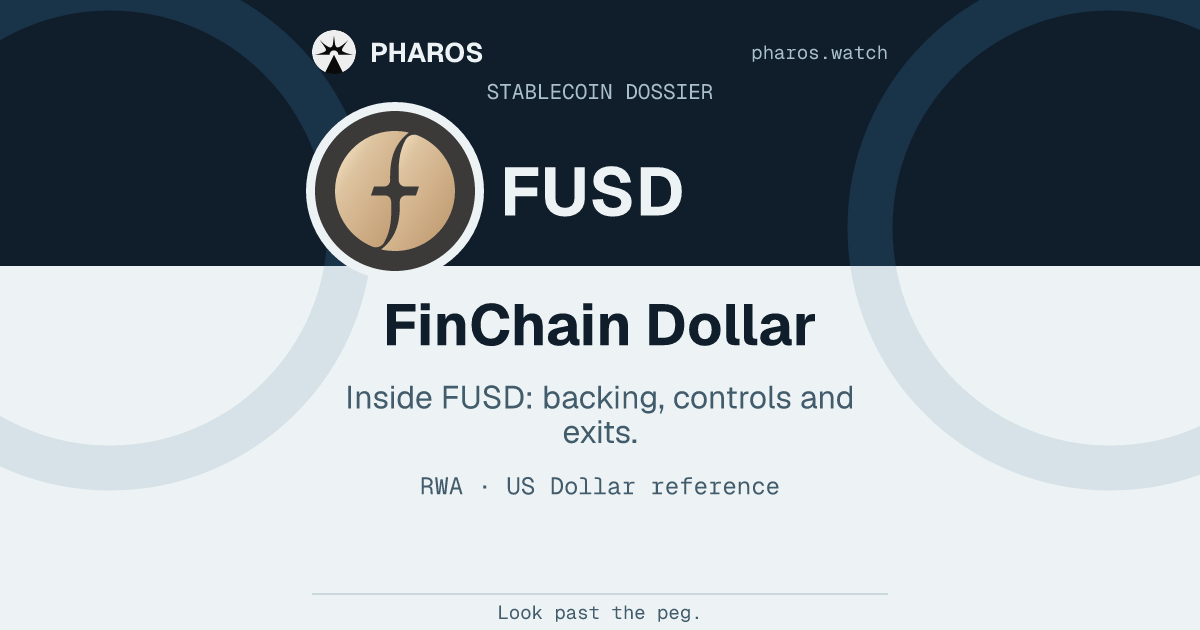 PHAROS
pharos.watch
STABLECOIN DOSSIER
FUSD
FinChain Dollar
Inside FUSD: backing, controls and
exits.
RWA · US Dollar reference
Look past the peg.